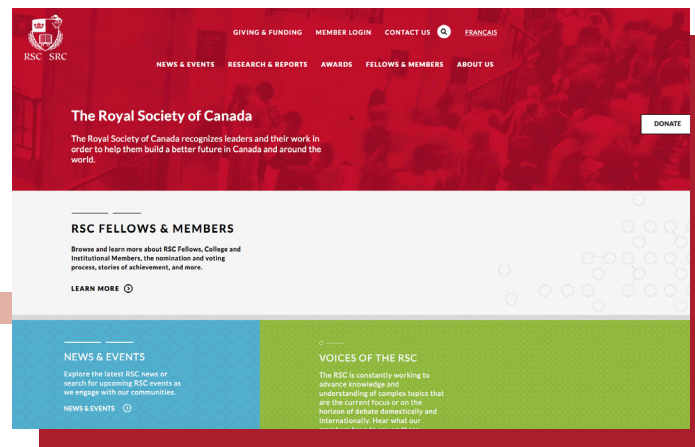 GIVING & FUNDING MEMBER LOGIN CONTACT US FRANÇAIS
RSC SRC
NEWS & EVENTS RESEARCH & REPORTS AWARDS FELLOWS & MEMBERS ABOUT US
The Royal Society of Canada
DONATE
The Royal Society of Canada recognizes leaders and their work in
order to help them build a better future in Canada and around the
world.
RSC FELLOWS & MEMBERS
Browse and learn more about RSC Fellows, College and
Institutional Members, the nomination and voting
process, stories of achievement, and more.
LEARN MORE
NEWS & EVENTS
Explore the latest RSC news or
search for upcoming RSC events as
we engage with our communities.
NEWS & EVENTS
VOICES OF THE RSC
The RSC is constantly working to
advance knowledge and
understanding of complex topics that
are the current focus or on the
horizon of debate domestically and
internationally. Hear what our